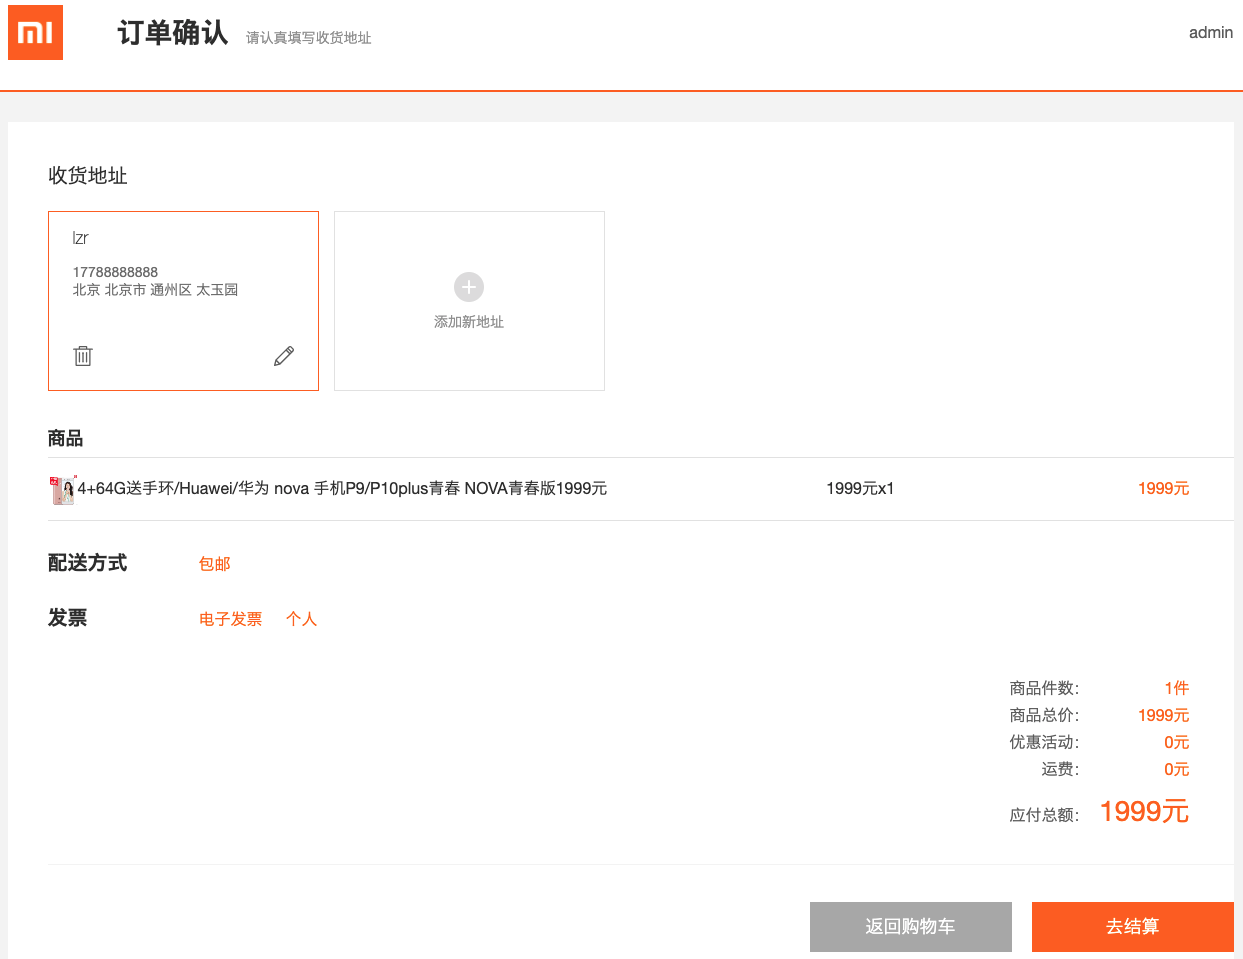 mi
订单确认 请认真填写收货地址 admin
收货地址
lzr
17788888888
北京 北京市 通州区 太玉园
添加新地址
商品
4+64G送手环/Huawei/华为 nova 手机P9/P10plus青春 NOVA青春版1999元 1999元x1 1999元
配送方式 包邮
发票 电子发票 个人
商品件数: 1件
商品总价: 1999元
优惠活动: 0元
运费: 0元
应付总额: 1999元
返回购物车 去结算